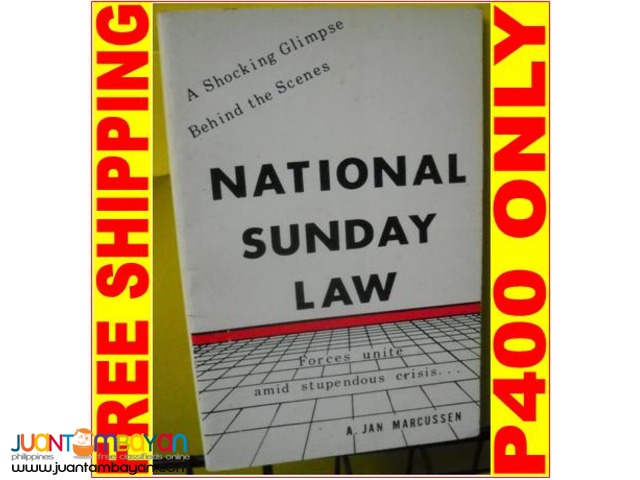 FREE SHIPPING
A Shocking Glimpse
Behind the Scenes
NATIONAL
SUNDAY
LAW
Forces unite
amid stupendous crisis...
A. JAN MARCUSSEN
P400 ONLY
JUANTAMBAYAN
philippines free classifieds online
www.juantambayan.com